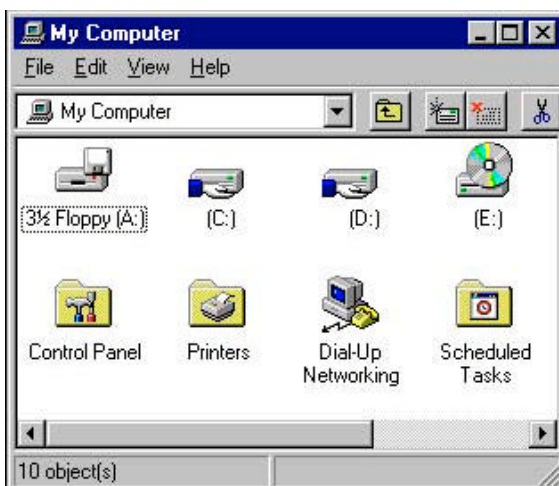 My Computer
File Edit View Help
My Computer
3½ Floppy (A:) (C:) (D:) (E:)
Control Panel Printers Dial-Up Networking Scheduled Tasks
10 object(s)